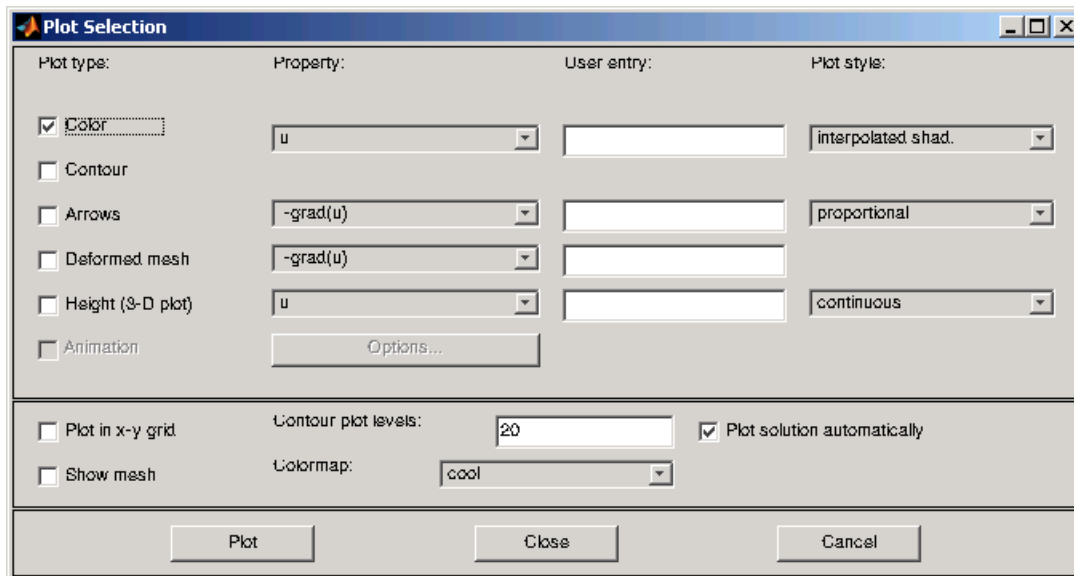 Plot Selection
Plot type: Property: User entry: Plot style:
Color u interpolated shad.
Contour
Arrows -grad(u) proportional
Deformed mesh -grad(u)
Height (3-D plot) u continuous
Animation Options...
Plot in x-y grid Contour plot levels: 20 Plot solution automatically
Show mesh Colormap: cool
Plot Close Cancel